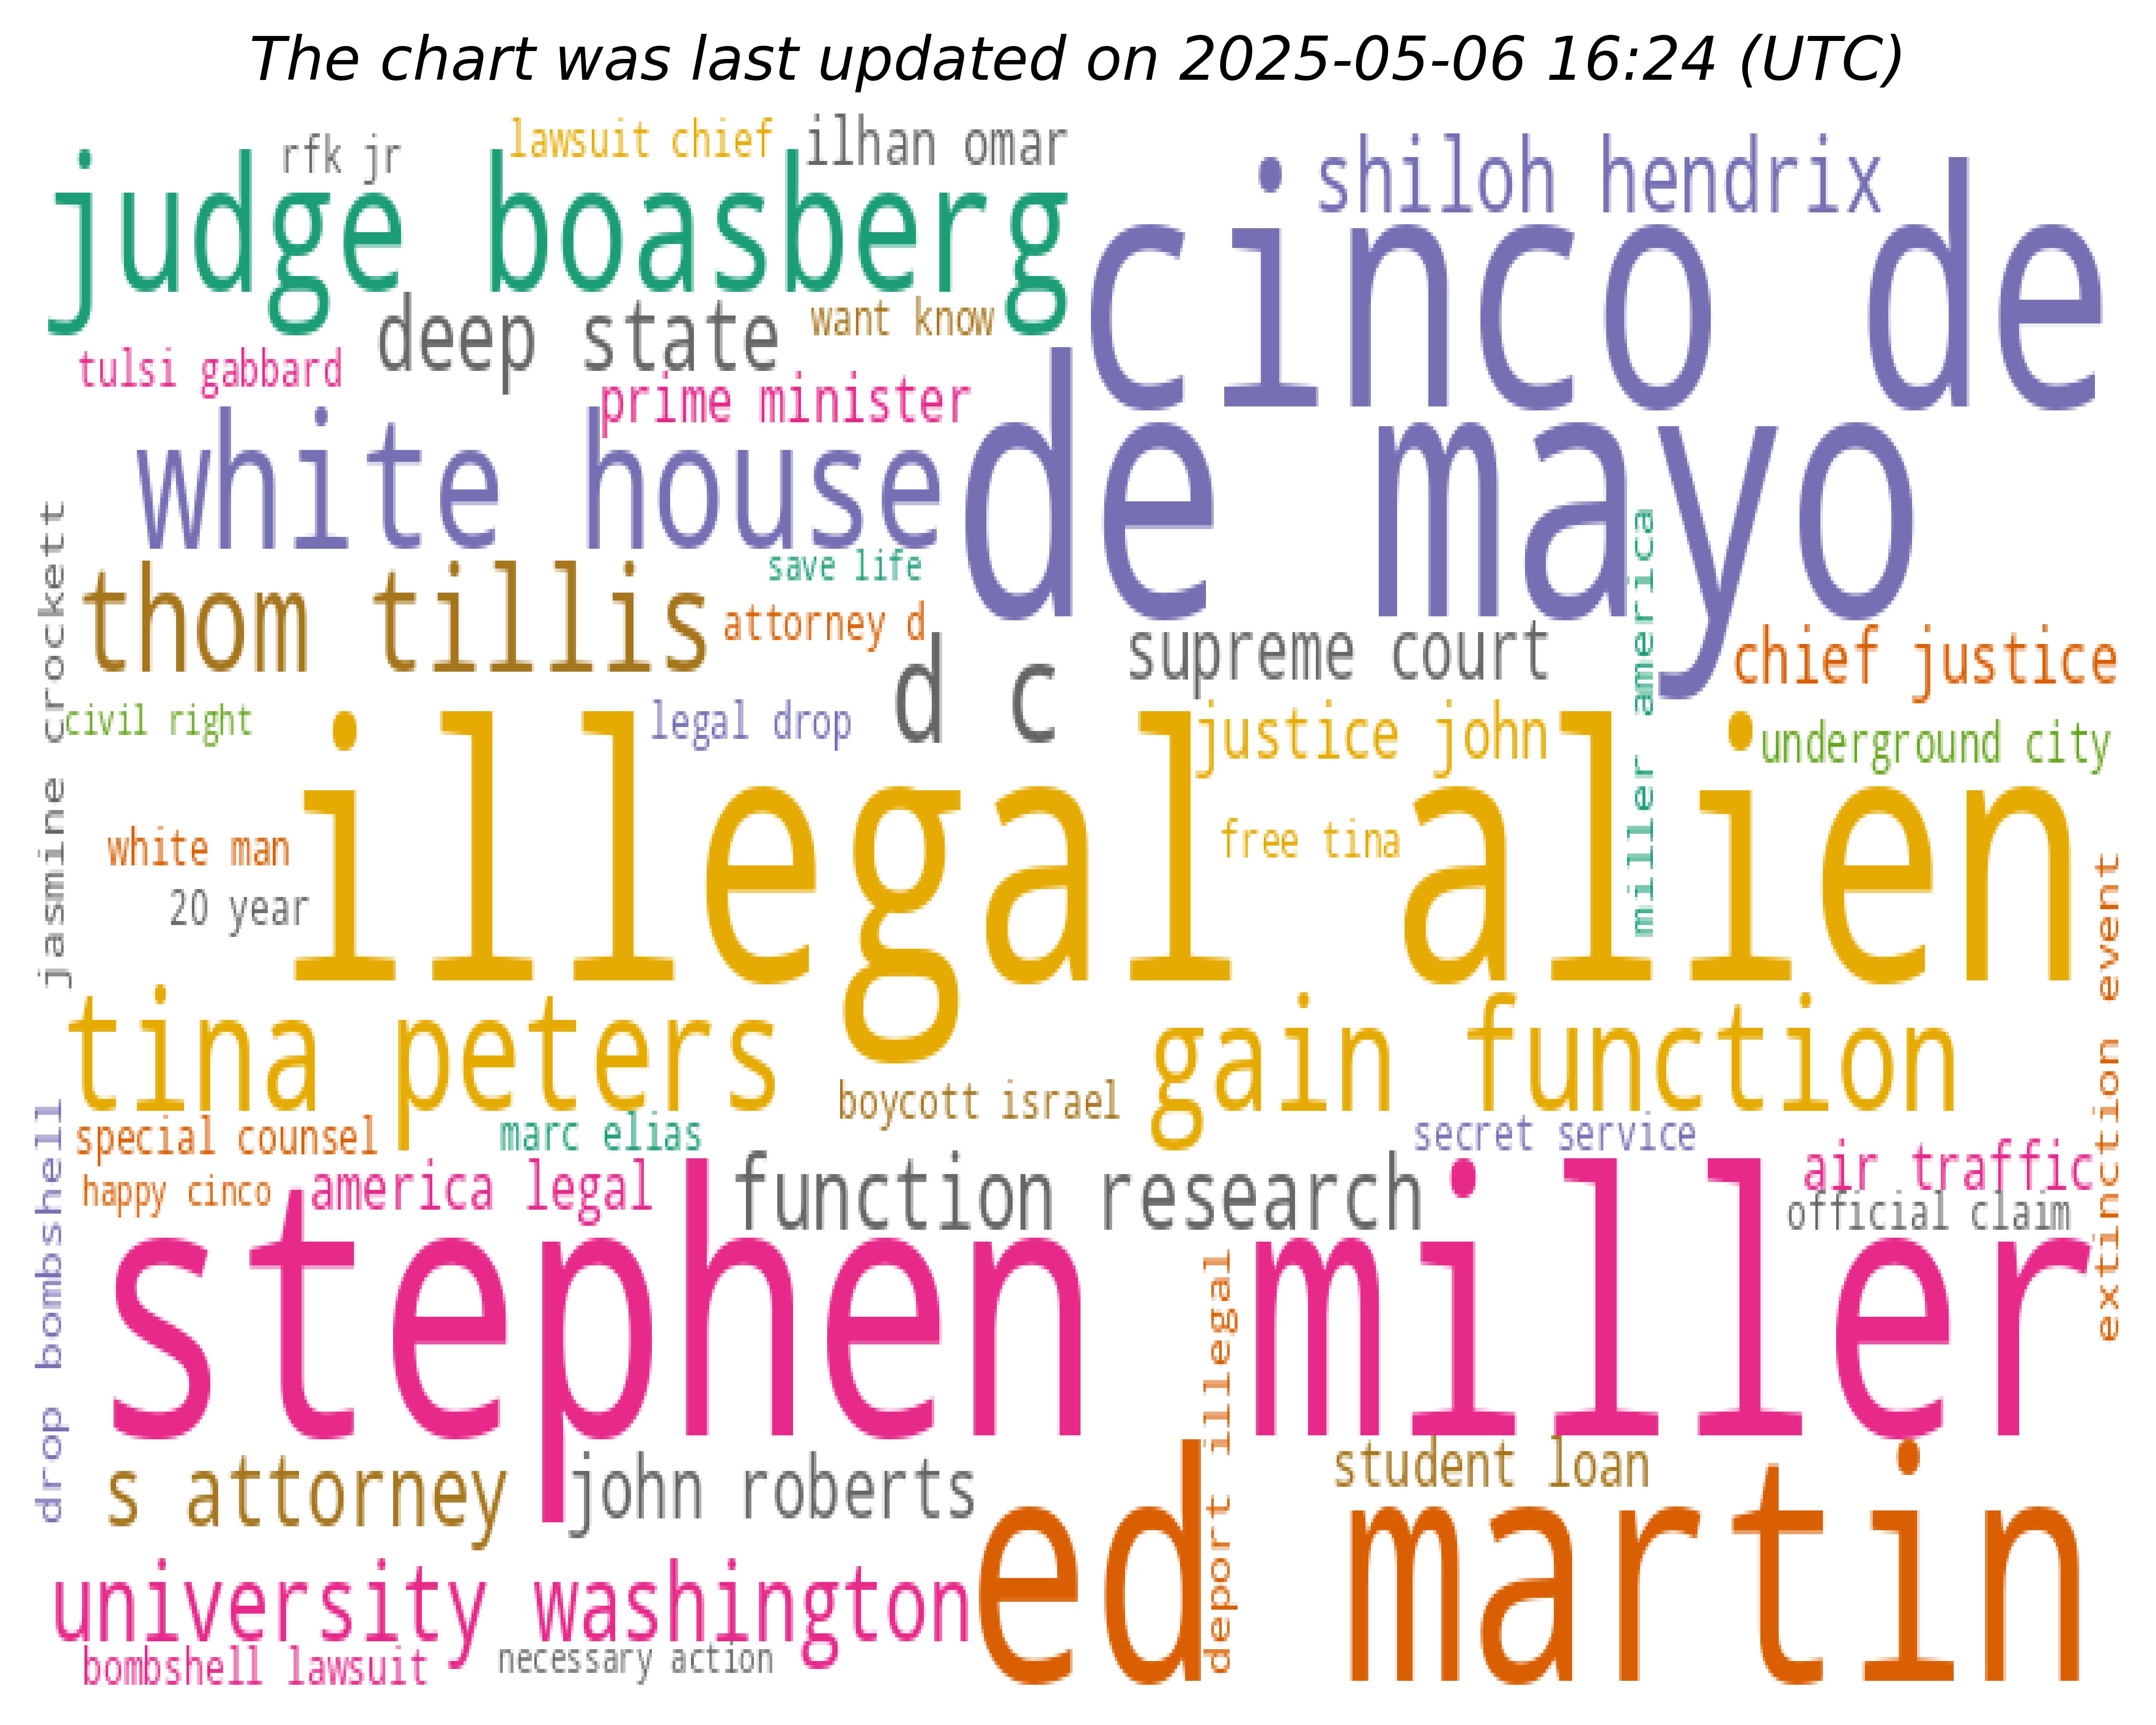 The chart was last updated on 2025-05-06 16:24 (UTC)
rfk jr
lawsuit chief
ilhan omar
shiloh hendrix
judge boasberg
cinco de
deep state
want know
tulsi gabbard
prime minister
white house
de mayo
jasmine crockett
save life
thom tillis
attorney d
miller america
supreme court
chief justice
d c
civil right
legal drop
justice john
underground city
illegal alien
white man
free tina
20 year
extinction event
tina peters
gain function
boycott israel
special counsel
marc elias
secret service
drop bombshell
happy cinco
america legal
function research
air traffic
official claim
stephen miller
deport illegal
s attorney
john roberts
student loan
ed martin
university washington
bombshell lawsuit
necessary action